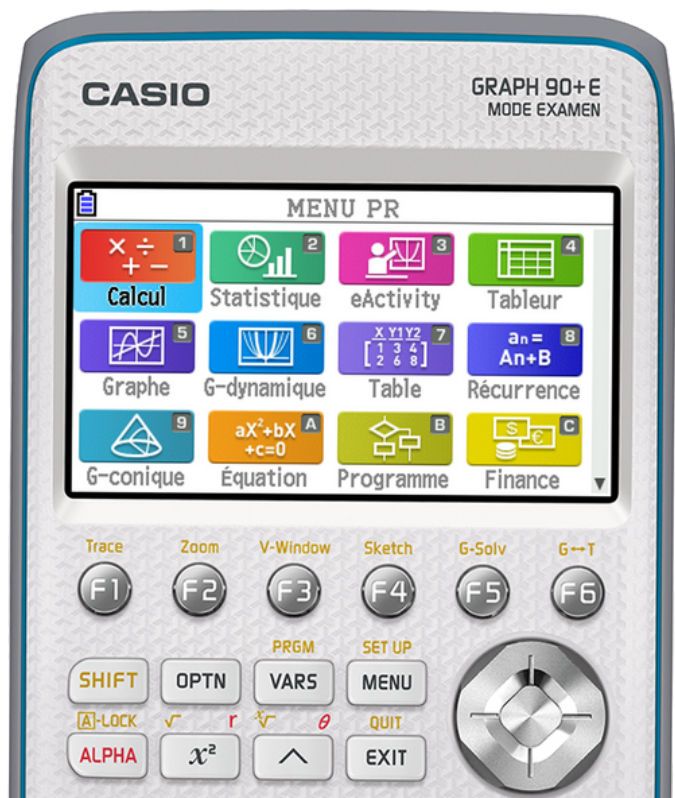 CASIO
GRAPH 90+E
MODE EXAMEN
MENU PR
× ÷ + − 1
2
3
4
Calcul Statistique eActivity Tableur
5
6
X Y1 Y2 7
1 3 4
2 6 8
an = 8
An+B
Graphe G-dynamique Table Récurrence
9
aX²+bX A
+c=0
B
$ € C
G-conique Équation Programme Finance
Trace Zoom V-Window Sketch G-Solv G↔T
F1 F2 F3 F4 F5 F6
PRGM SET UP
SHIFT OPTN VARS MENU
A-LOCK √ r ∜ θ QUIT
ALPHA x² ^ EXIT